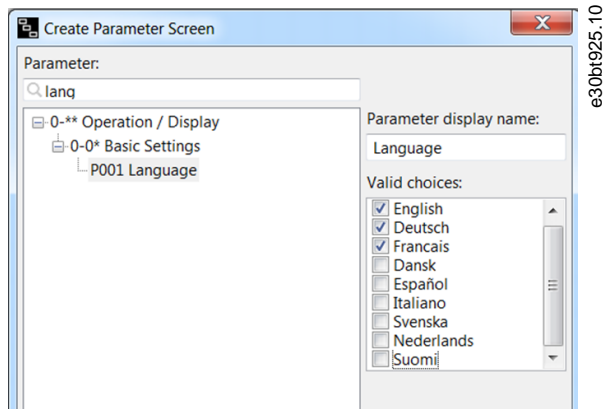 Create Parameter Screen
Parameter:
lang
0-** Operation / Display
0-0* Basic Settings
P001 Language
Parameter display name:
Language
Valid choices:
English
Deutsch
Francais
Dansk
Español
Italiano
Svenska
Nederlands
Suomi
e30bt925.10